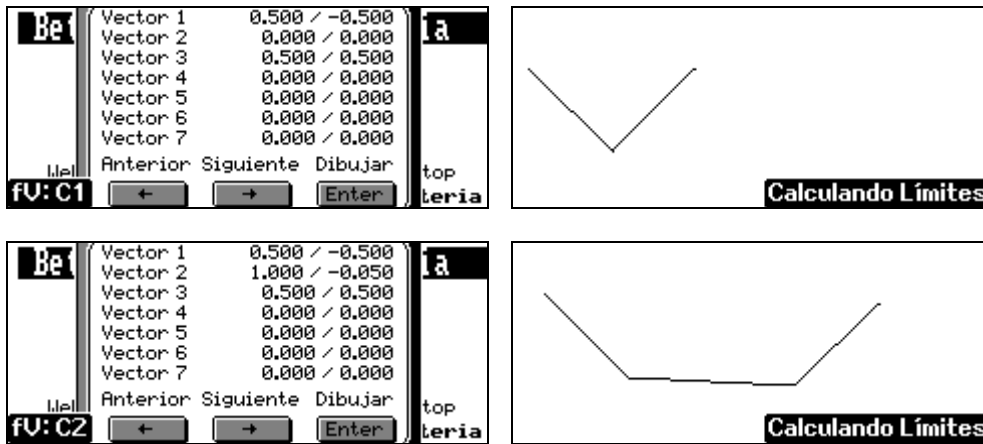 Bet
Vector 1 0.500 / -0.500
Vector 2 0.000 / 0.000
Vector 3 0.500 / 0.500
Vector 4 0.000 / 0.000
Vector 5 0.000 / 0.000
Vector 6 0.000 / 0.000
Vector 7 0.000 / 0.000
Anterior Siguiente Dibujar
← → Enter
ia
Wel
top
fV: C1
teria
Calculando Límites
Bet
Vector 1 0.500 / -0.500
Vector 2 1.000 / -0.050
Vector 3 0.500 / 0.500
Vector 4 0.000 / 0.000
Vector 5 0.000 / 0.000
Vector 6 0.000 / 0.000
Vector 7 0.000 / 0.000
Anterior Siguiente Dibujar
← → Enter
ia
Wel
top
fV: C2
teria
Calculando Límites